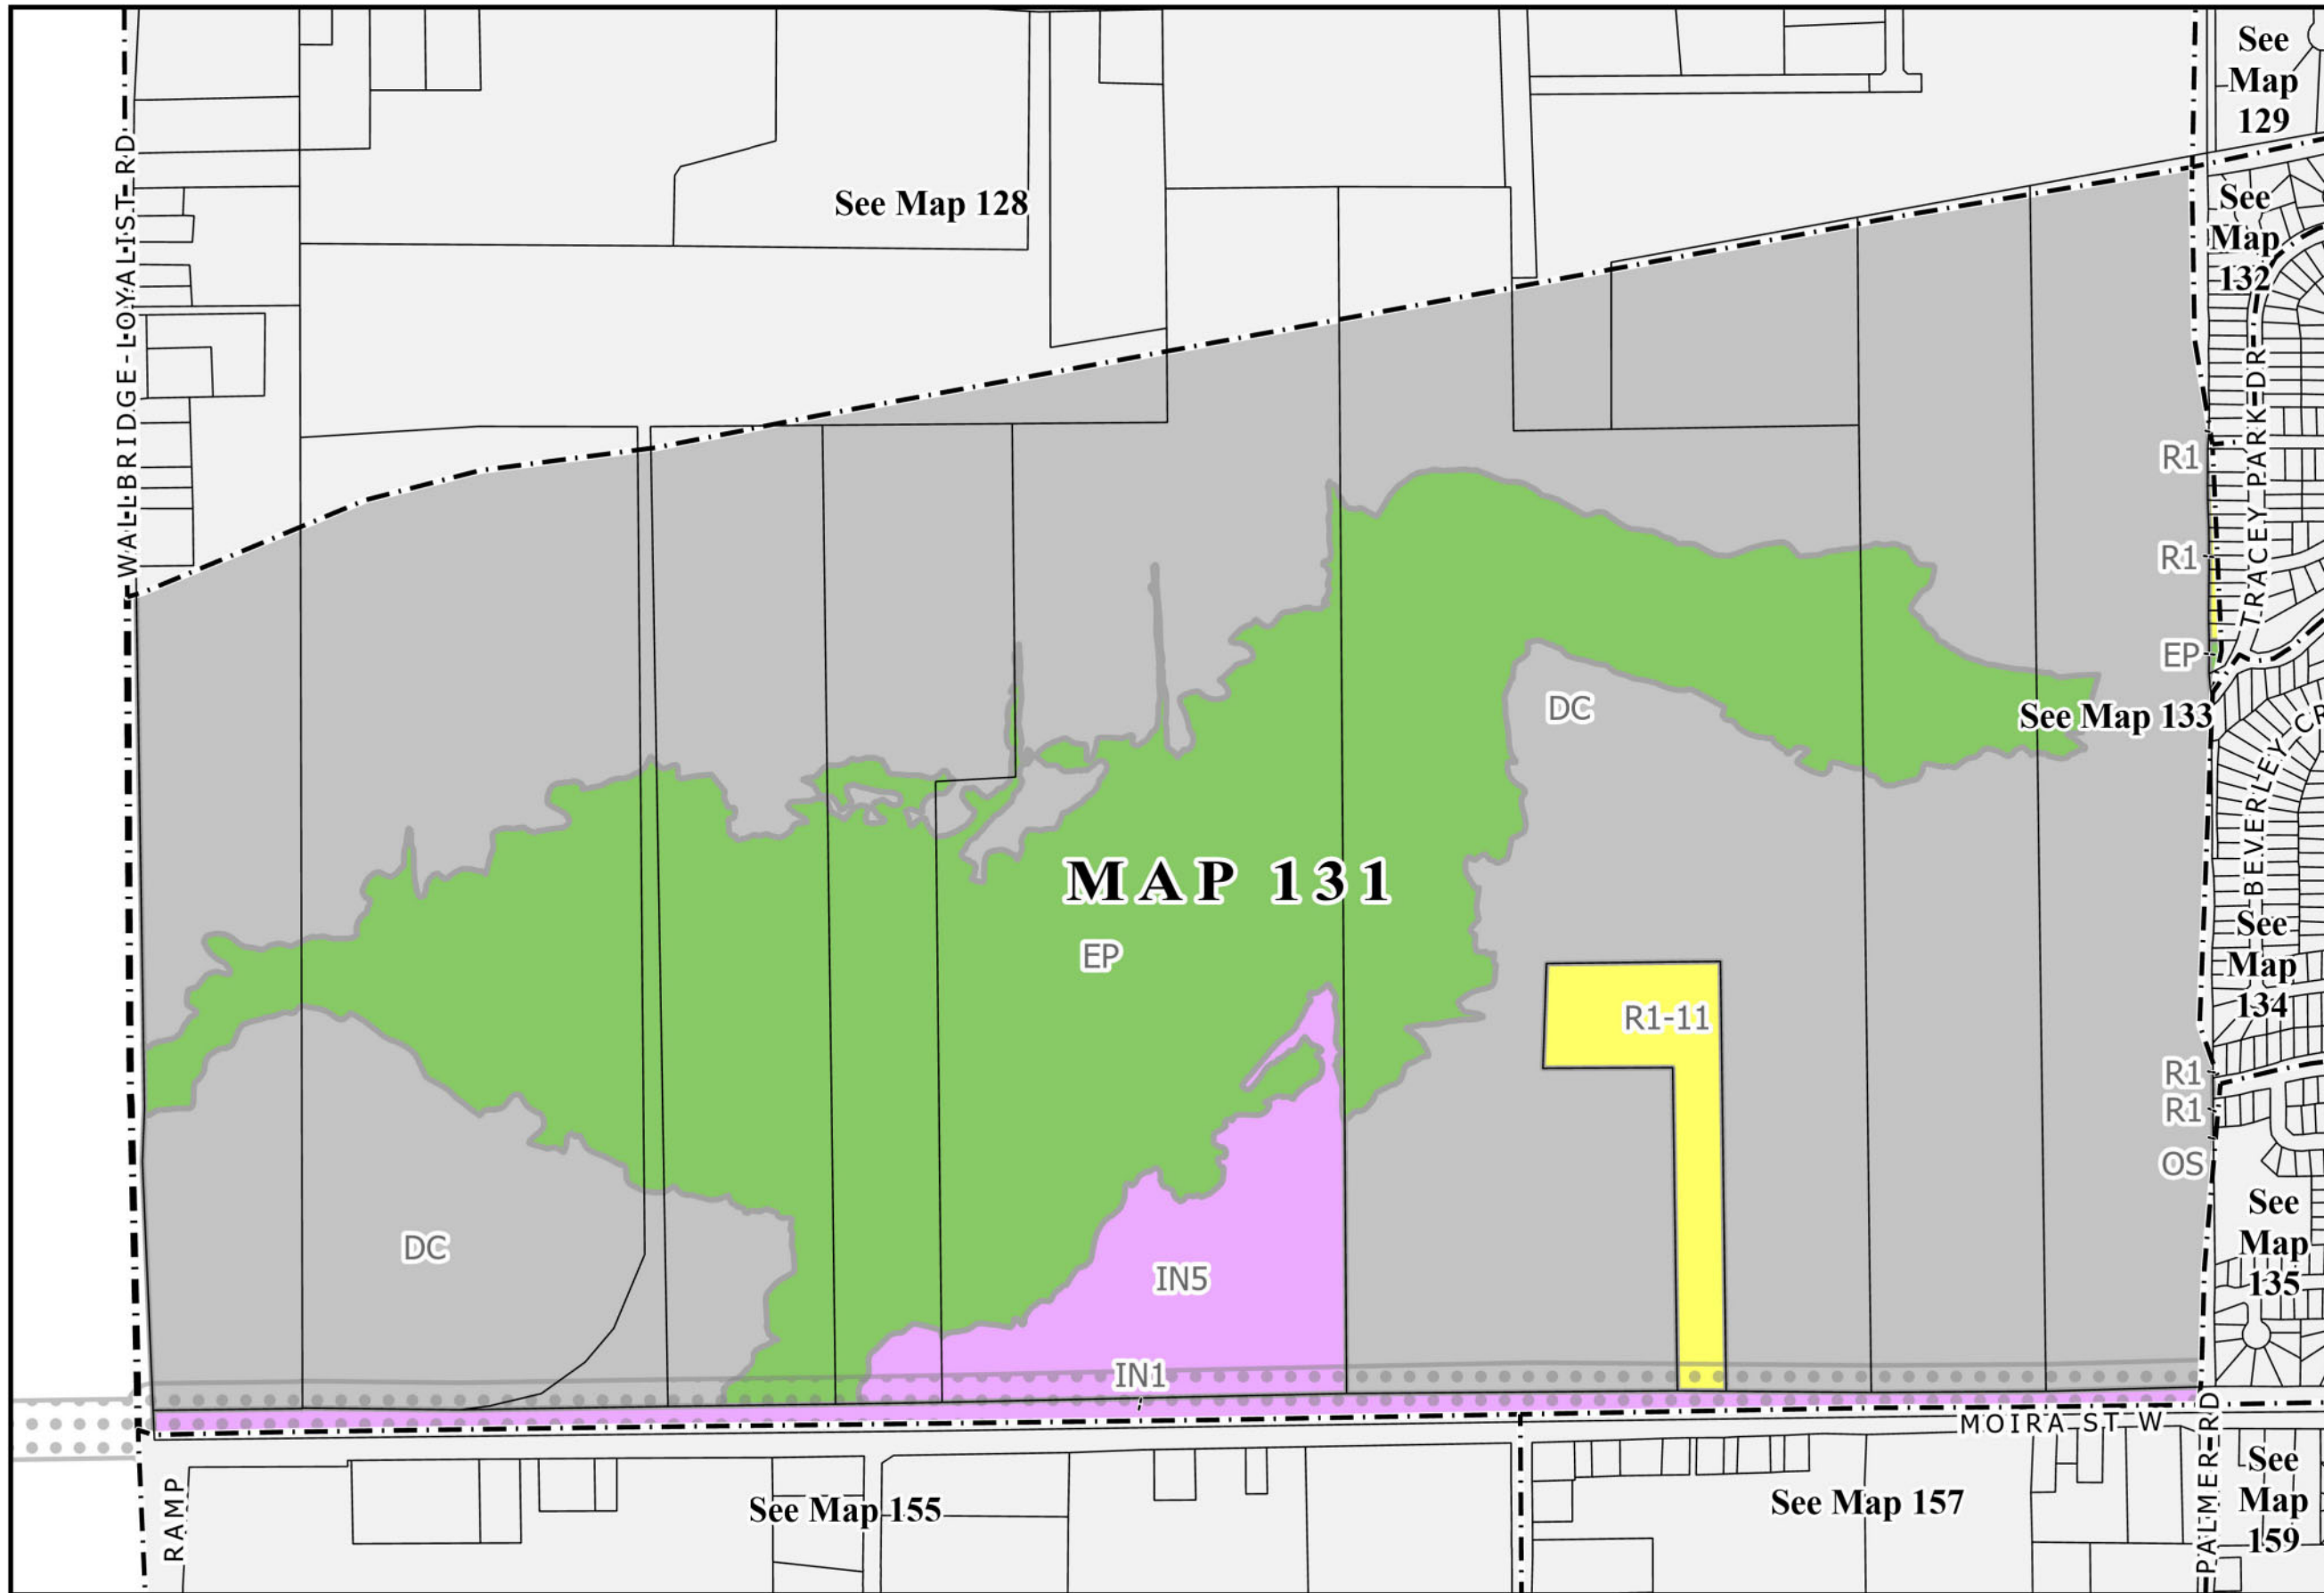 See
Map
129
See Map 128
See
Map
132
WALLBRIDGE-LOYALIST RD
TRACEY PARK DR
R1
R1
EP
DC
See Map 133
MAP 131
BEVERLEY CR
EP
See
Map
134
R1-11
R1
R1
OS
See
Map
135
DC
IN5
IN1
MOIRA ST W
PALMER RD
RAMP
See Map 155
See Map 157
See
Map
159